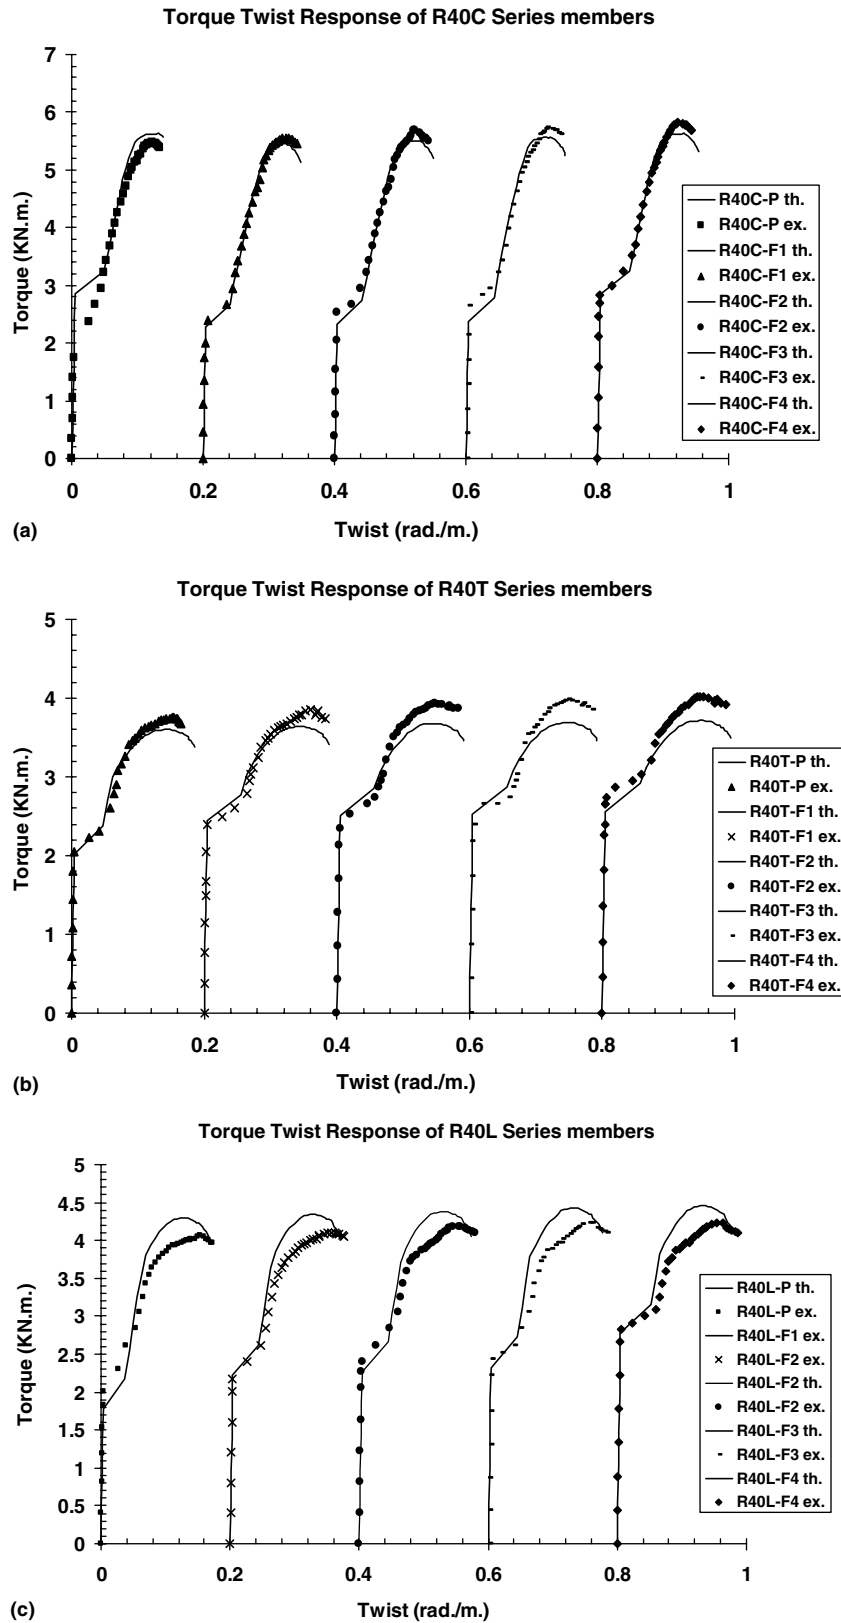 Torque Twist Response of R40C Series members
7
6
5
4
3
2
1
0
Torque (KN.m.)
0 0.2 0.4 0.6 0.8 1
Twist (rad./m.)
(a)
R40C-P th.
R40C-P ex.
R40C-F1 th.
R40C-F1 ex.
R40C-F2 th.
R40C-F2 ex.
R40C-F3 th.
R40C-F3 ex.
R40C-F4 th.
R40C-F4 ex.
Torque Twist Response of R40T Series members
5
4
3
2
1
0
Torque (KN.m.)
0 0.2 0.4 0.6 0.8 1
Twist (rad./m.)
(b)
R40T-P th.
R40T-P ex.
R40T-F1 th.
R40T-F1 ex.
R40T-F2 th.
R40T-F2 ex.
R40T-F3 th.
R40T-F3 ex.
R40T-F4 th.
R40T-F4 ex.
Torque Twist Response of R40L Series members
5
4.5
4
3.5
3
2.5
2
1.5
1
0.5
0
Torque (KN.m.)
0 0.2 0.4 0.6 0.8 1
Twist (rad./m.)
(c)
R40L-P th.
R40L-P ex.
R40L-F1 ex.
R40L-F2 ex.
R40L-F2 th.
R40L-F2 ex.
R40L-F3 th.
R40L-F3 ex.
R40L-F4 th.
R40L-F4 ex.